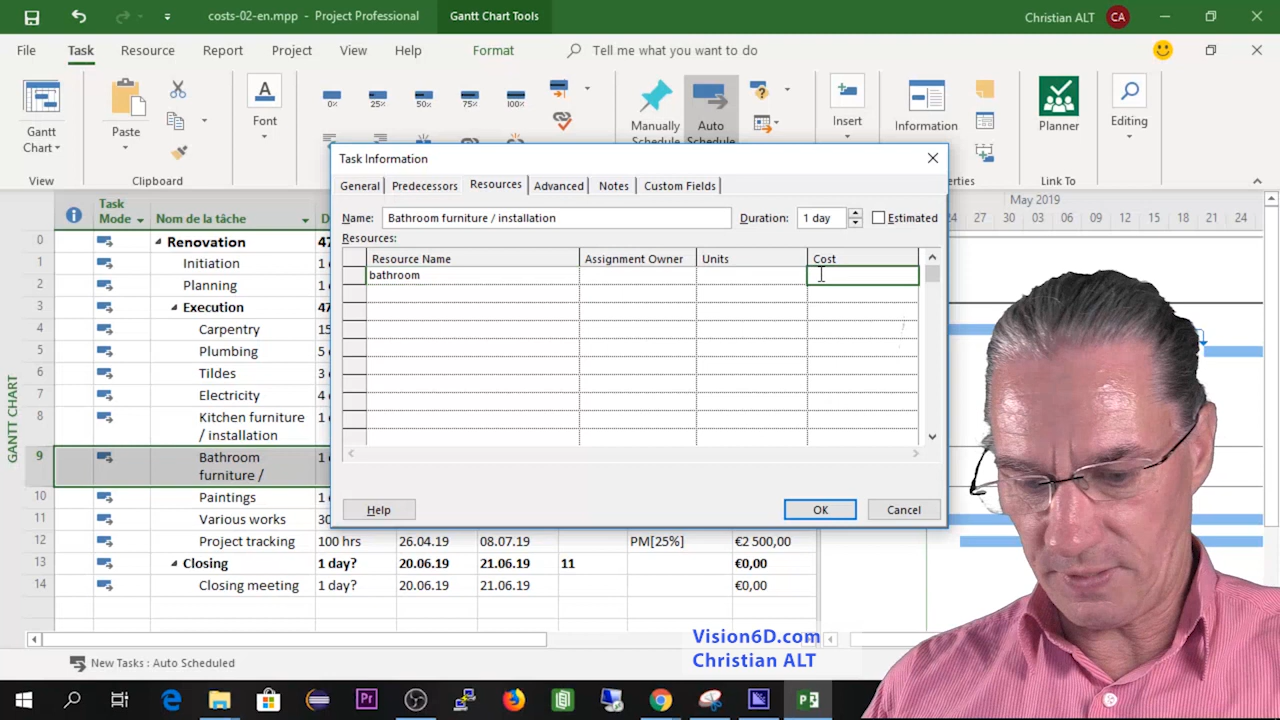 costs-02-en.mpp - Project Professional
Gantt Chart Tools
Christian ALT
CA
File
Task
Resource
Report
Project
View
Help
Format
Tell me what you want to do
Gantt
Chart
View
Paste
Clipboard
Font
0%
25%
50%
75%
100%
Manually
Schedule
Auto
Schedule
Insert
Information
Planner
Link To
Editing
Task Information
General
Predecessors
Resources
Advanced
Notes
Custom Fields
Name:
Bathroom furniture / installation
Duration:
1 day
Estimated
Resources:
Resource Name
Assignment Owner
Units
Cost
bathroom
Help
OK
Cancel
May 2019
24
30
03
06
09
12
15
18
21
24
GANTT CHART
Task
Mode
Nom de la tâche
0 Renovation
1 Initiation
2 Planning
3 Execution
4 Carpentry
5 Plumbing
6 Tildes
7 Electricity
8 Kitchen furniture
/ installation
9 Bathroom
furniture /
10 Paintings
11 Various works
12 Project tracking 100 hrs 26.04.19 08.07.19 PM[25%] €2 500,00
13 Closing 1 day? 20.06.19 21.06.19 11 €0,00
14 Closing meeting 1 day? 20.06.19 21.06.19 €0,00
Vision6D.com
Christian ALT
New Tasks : Auto Scheduled
Pr